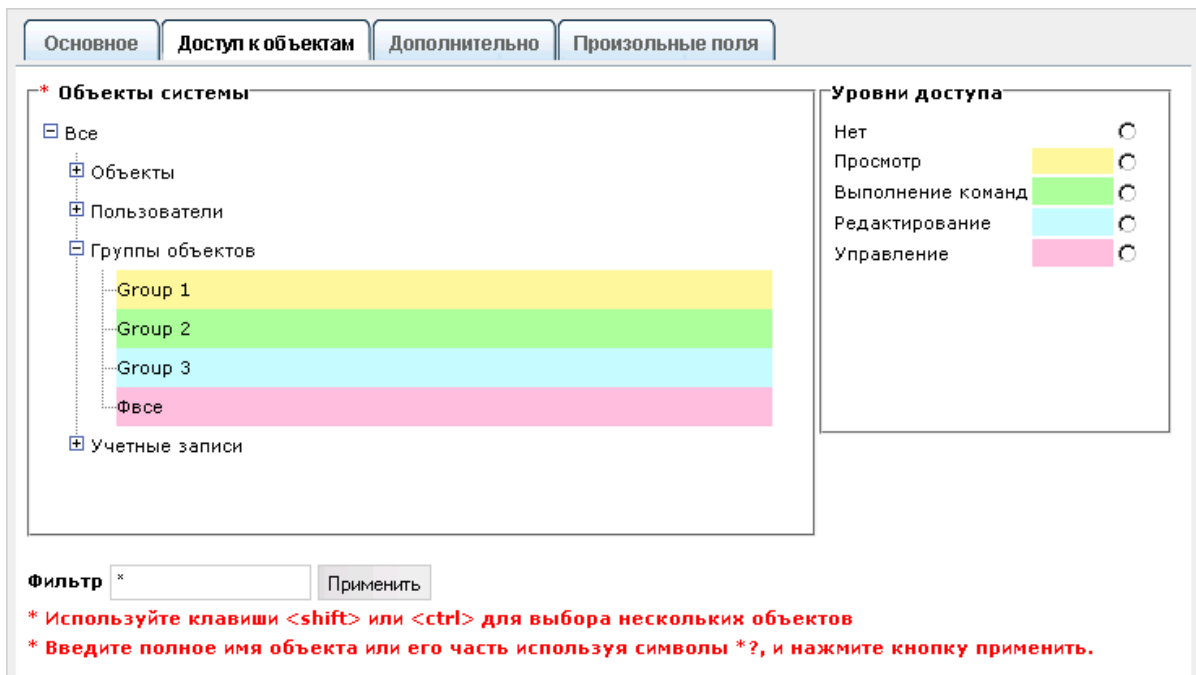 Основное Доступ к объектам Дополнительно Произольные поля
* Объекты системы
Все
Объекты
Пользователи
Группы объектов
Group 1
Group 2
Group 3
Фвсе
Учетные записи
Уровни доступа
Нет
Просмотр
Выполнение команд
Редактирование
Управление
Фильтр * Применить
* Используйте клавиши <shift> или <ctrl> для выбора нескольких объектов
* Введите полное имя объекта или его часть используя символы *?, и нажмите кнопку применить.